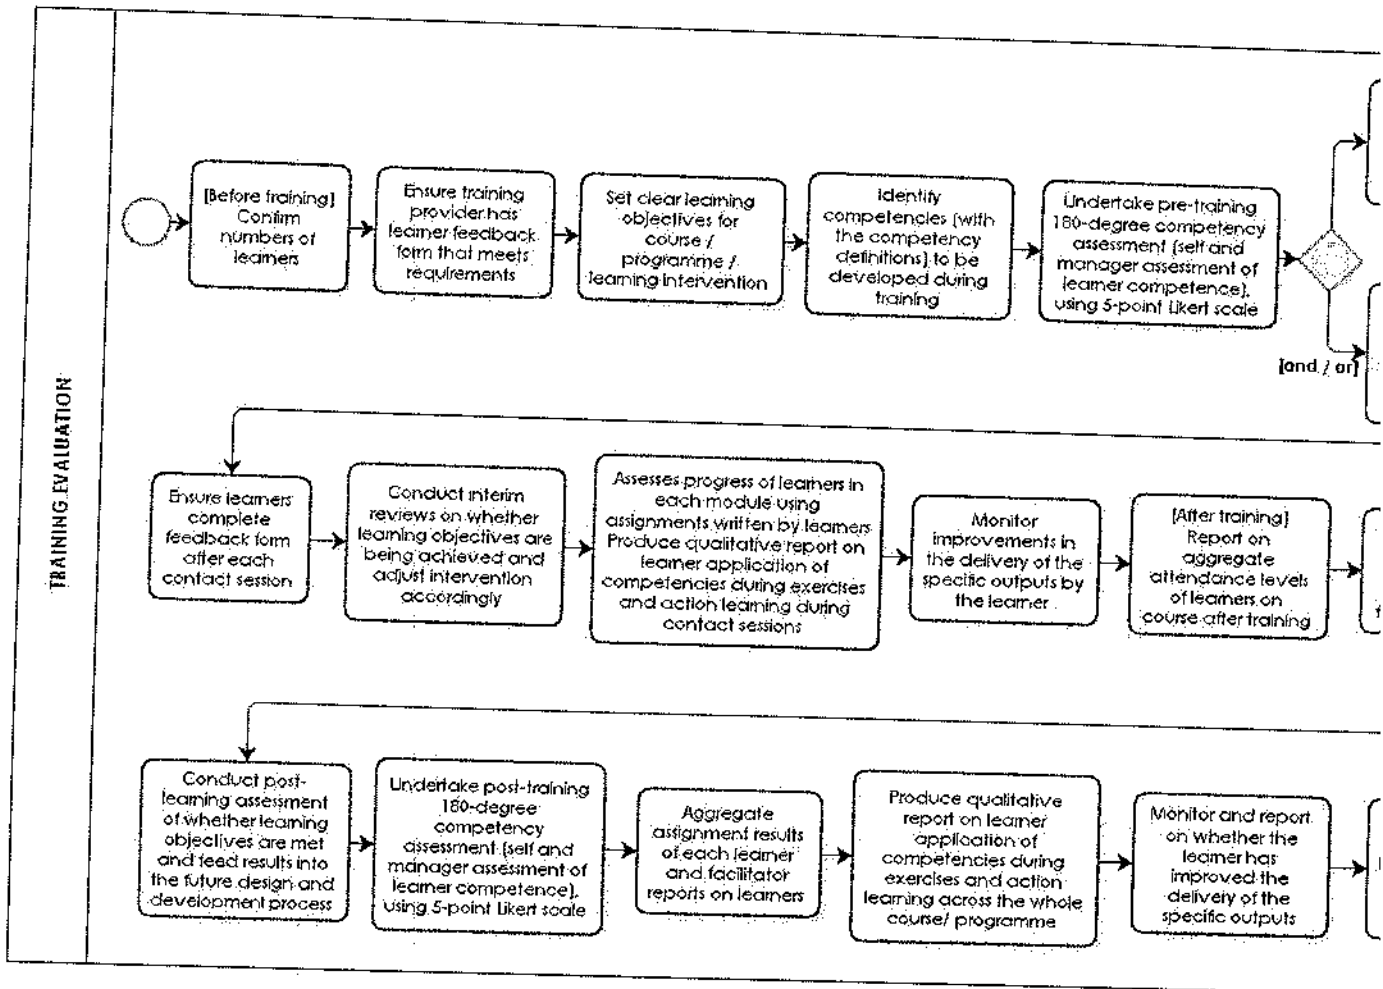 TRAINING EVALUATION
[Before training]
Confirm
numbers of
learners
Ensure training
provider has
learner feedback
form that meets
requirements
Set clear learning
objectives for
course /
programme /
learning intervention
Identify
competencies (with
the competency
definitions) to be
developed during
training
Undertake pre-training
180-degree competency
assessment (self and
manager assessment of
learner competence),
using 5-point Likert scale
[and / or]
Ensure learners
complete
feedback form
after each
contact session
Conduct interim
reviews on whether
learning objectives are
being achieved and
adjust intervention
accordingly
Assesses progress of learners in
each module using
assignments written by learners
Produce qualitative report on
learner application of
competencies during exercises
and action learning during
contact sessions
Monitor
improvements in
the delivery of the
specific outputs by
the learner
[After training]
Report on
aggregate
attendance levels
of learners on
course after training
Conduct post-
learning assessment
of whether learning
objectives are met
and feed results into
the future design and
development process
Undertake post-training
180-degree
competency
assessment (self and
manager assessment of
learner competence),
using 5-point Likert scale
Aggregate
assignment results
of each learner
and facilitator
reports on learners
Produce qualitative
report on learner
application of
competencies during
exercises and action
learning across the whole
course/ programme
Monitor and report
on whether the
learner has
improved the
delivery of the
specific outputs